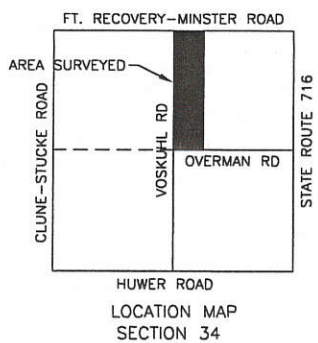 FT. RECOVERY-MINSTER ROAD
AREA SURVEYED
CLUNE-STUCKE ROAD
VOSKUHL RD
OVERMAN RD
STATE ROUTE 716
HUWER ROAD
LOCATION MAP
SECTION 34